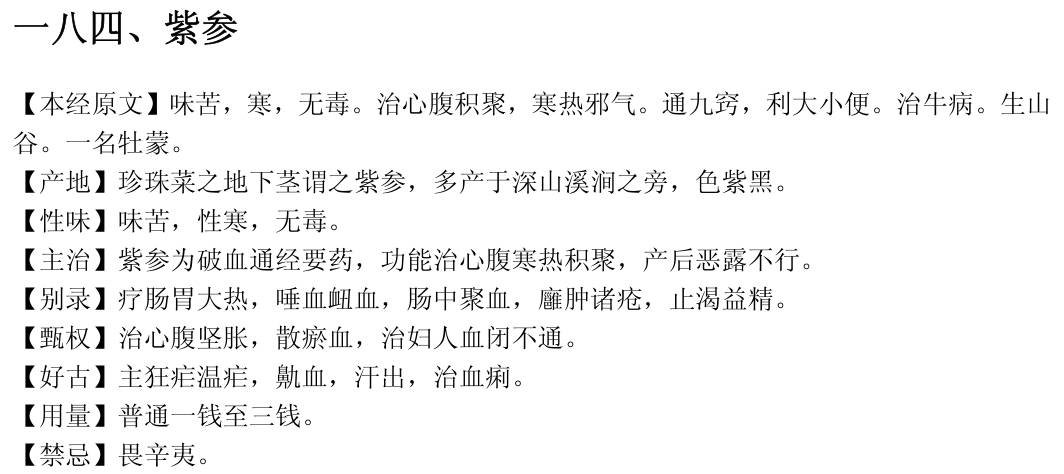 一八四、紫参
【本经原文】味苦，寒，无毒。治心腹积聚，寒热邪气。通九窍，利大小便。治牛病。生山
谷。一名牡蒙。
【产地】珍珠菜之地下茎谓之紫参，多产于深山溪涧之旁，色紫黑。
【性味】味苦，性寒，无毒。
【主治】紫参为破血通经要药，功能治心腹寒热积聚，产后恶露不行。
【别录】疗肠胃大热，唾血衄血，肠中聚血，廱肿诸疮，止渴益精。
【甄权】治心腹坚胀，散瘀血，治妇人血闭不通。
【好古】主狂疟温疟，鼽血，汗出，治血痢。
【用量】普通一钱至三钱。
【禁忌】畏辛夷。